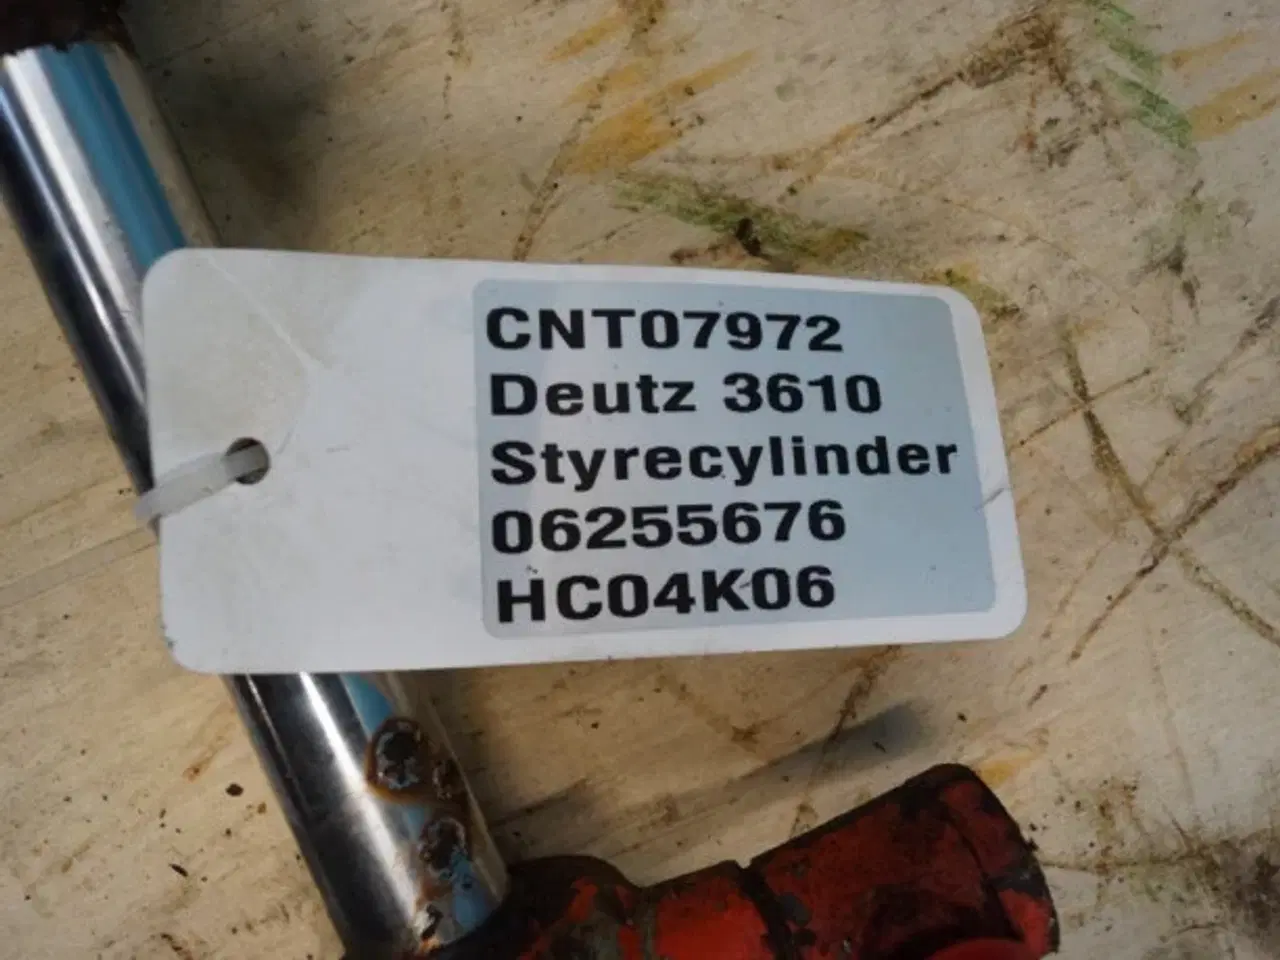 CNT07972
Deutz 3610
Styrecylinder
06255676
HC04K06